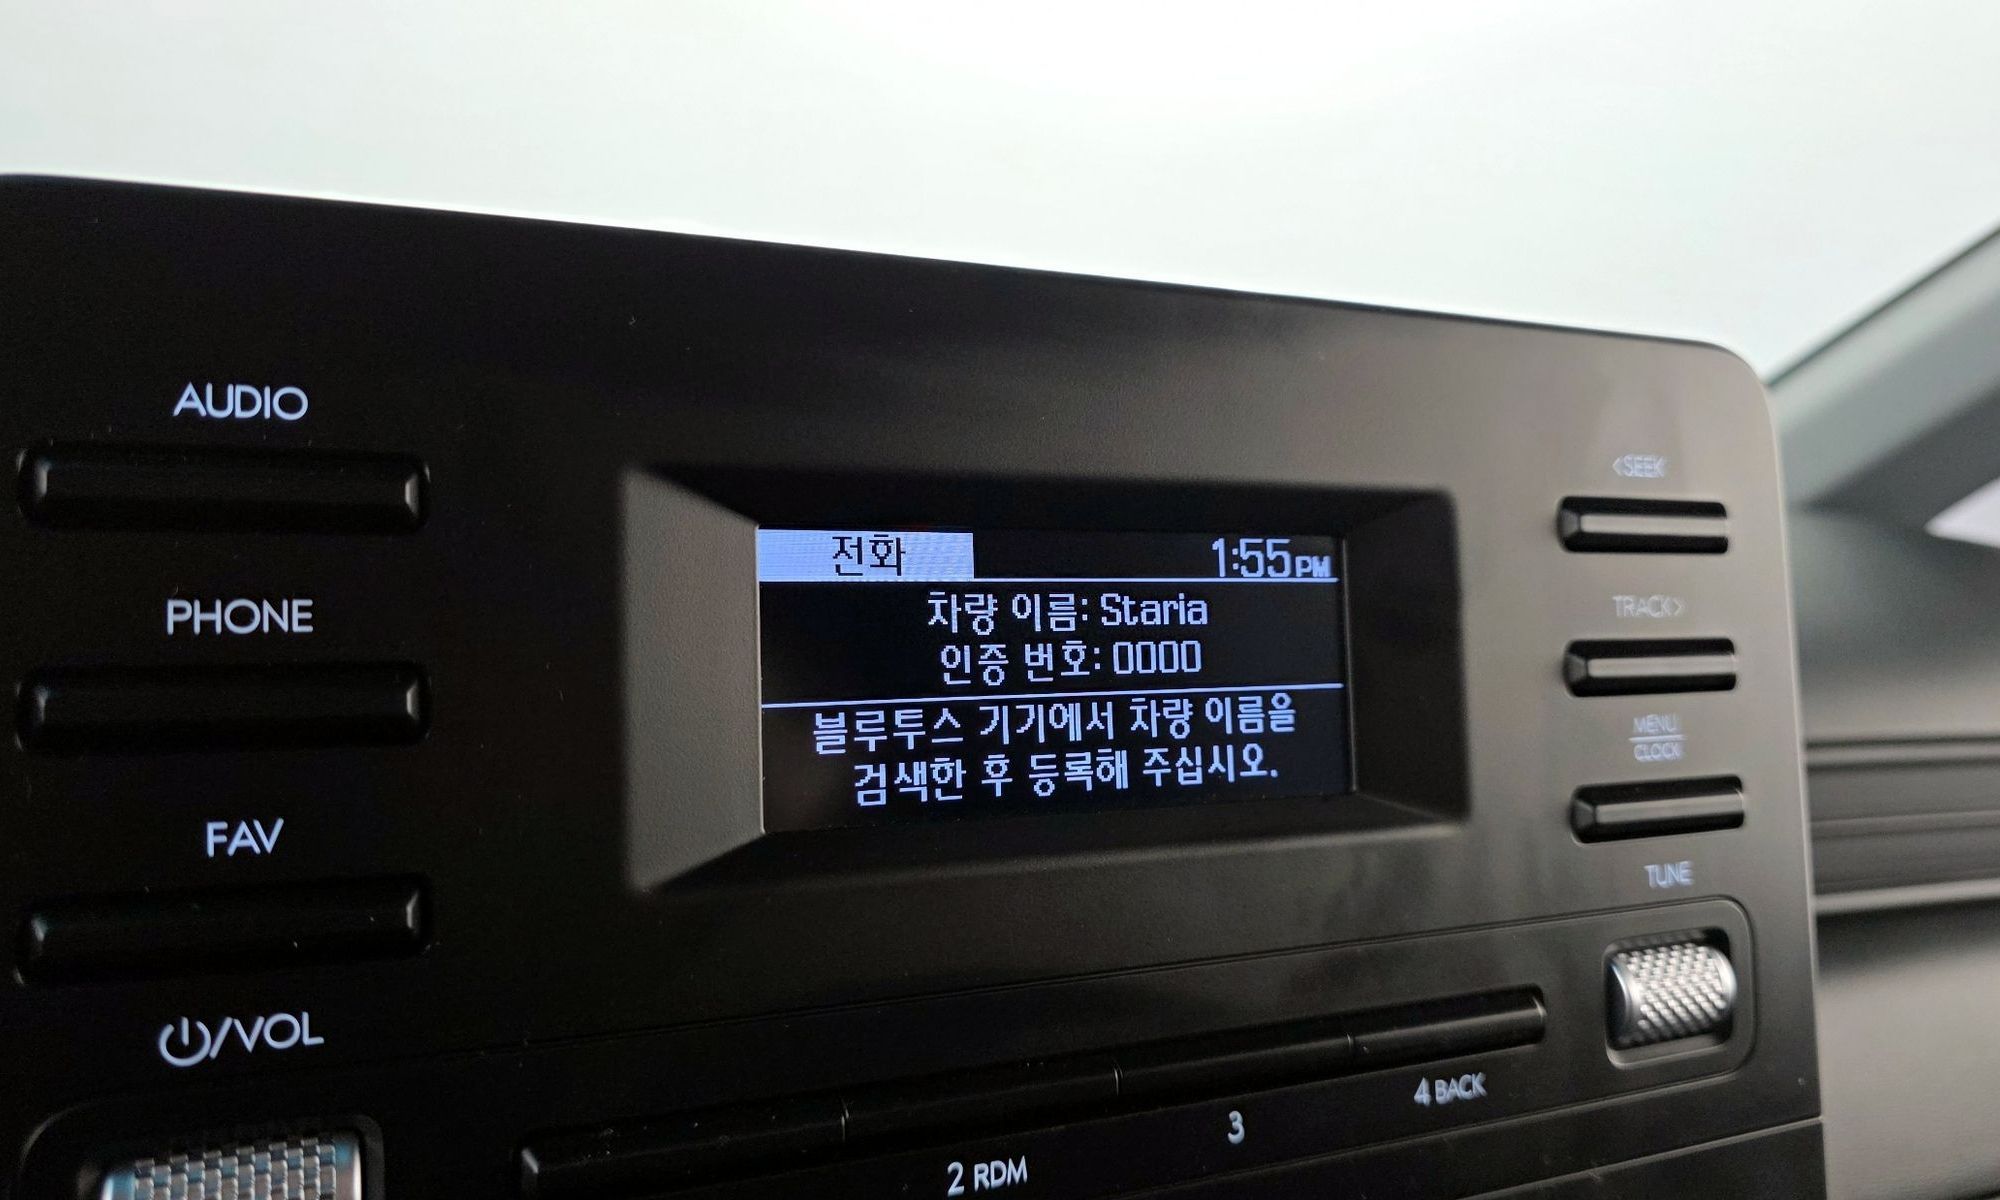 AUDIO
PHONE
FAV
/VOL
전화
1:55PM
차량 이름: Staria
인증 번호: 0000
블루투스 기기에서 차량 이름을
검색한 후 등록해 주십시오.
<SEEK
TRACK>
MENU
CLOCK
TUNE
2 RDM
3
4 BACK